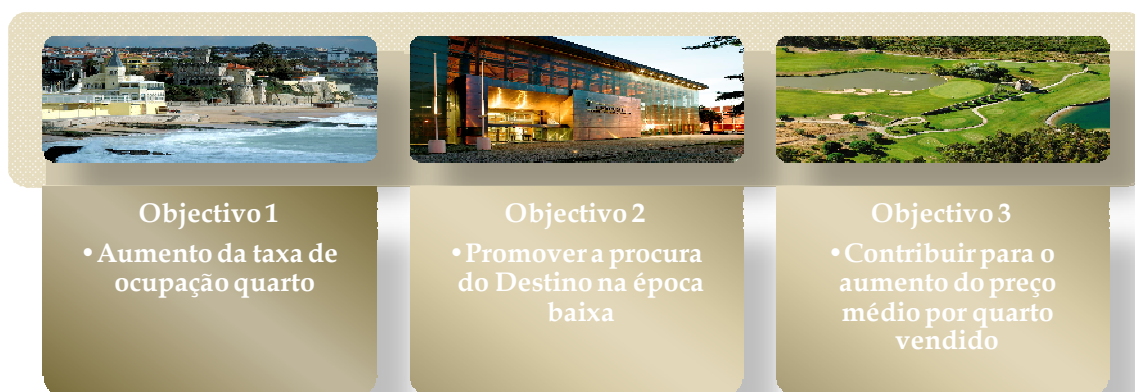 Objectivo 1
•Aumento da taxa de
ocupação quarto
Objectivo 2
•Promover a procura
do Destino na época
baixa
Objectivo 3
•Contribuir para o
aumento do preço
médio por quarto
vendido